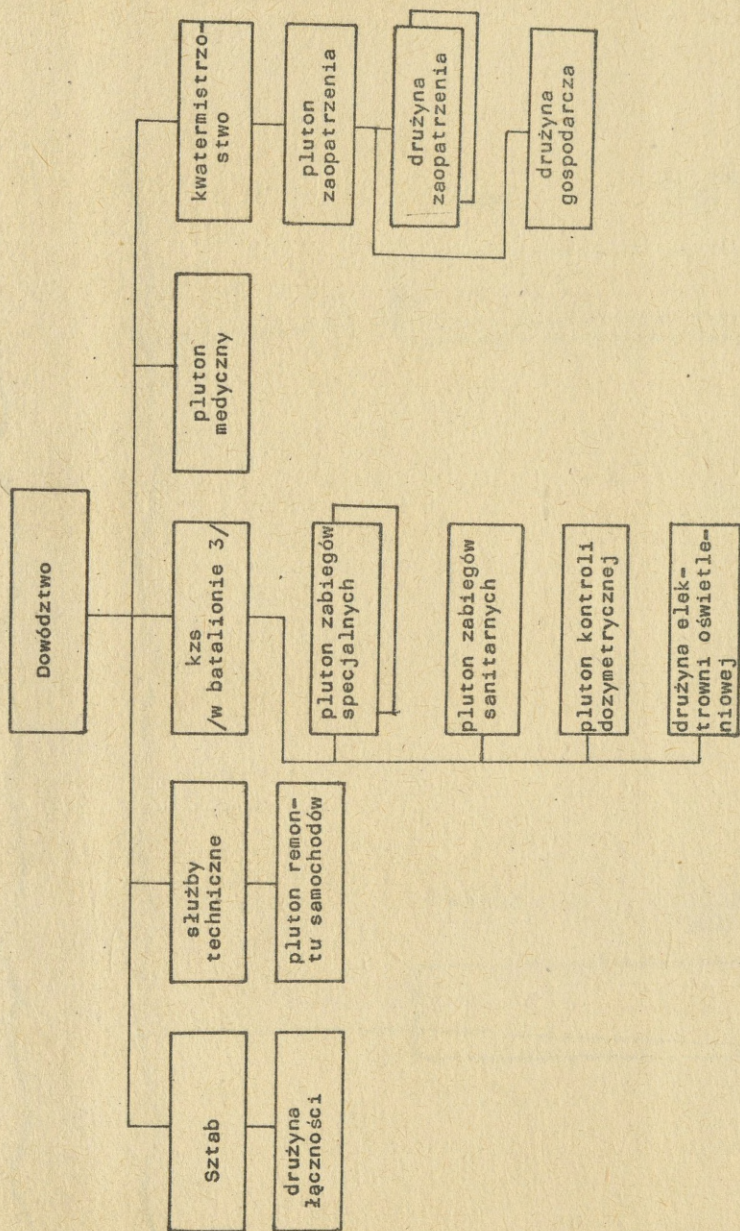 Dowództwo
Sztab
służby
techniczne
kzs
/w batalionie 3/
pluton
medyczny
kwatermistrzo-
stwo
drużyna
łączności
pluton remon-
tu samochodów
pluton zabiegów
specjalnych
pluton zabiegów
sanitarnych
pluton kontroli
dozymetrycznej
drużyna elek-
trowni oświetle-
niowej
pluton
zaopatrzenia
drużyna
zaopatrzenia
drużyna
gospodarcza